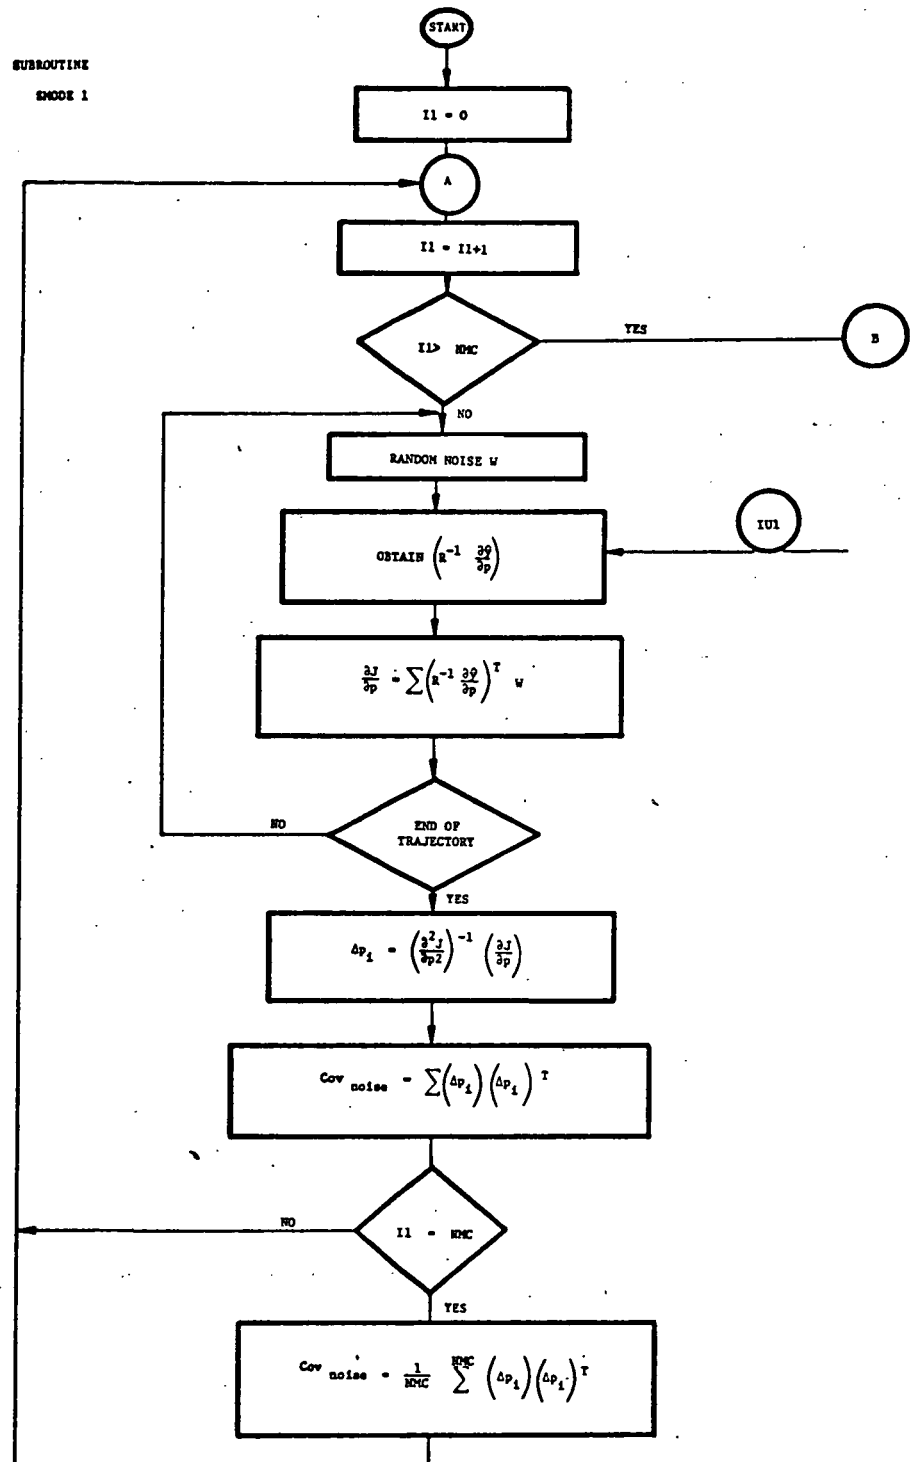 START
SUBROUTINE
SMODE 1
I1 = 0
A
I1 = I1+1
I1> NMC
YES
B
NO
RANDOM NOISE W
IU1
OBTAIN (R^-1 ∂ŷ/∂p)
∂J/∂p = ∑(R^-1 ∂ŷ/∂p)^T W
NO
END OF
TRAJECTORY
YES
Δp_i = (∂^2J/∂p2)^-1 (∂J/∂p)
Cov noise = ∑(Δp_i)(Δp_i)^T
NO
I1 = NMC
YES
Cov noise = 1/NMC ∑^NMC (Δp_i)(Δp_i)^T